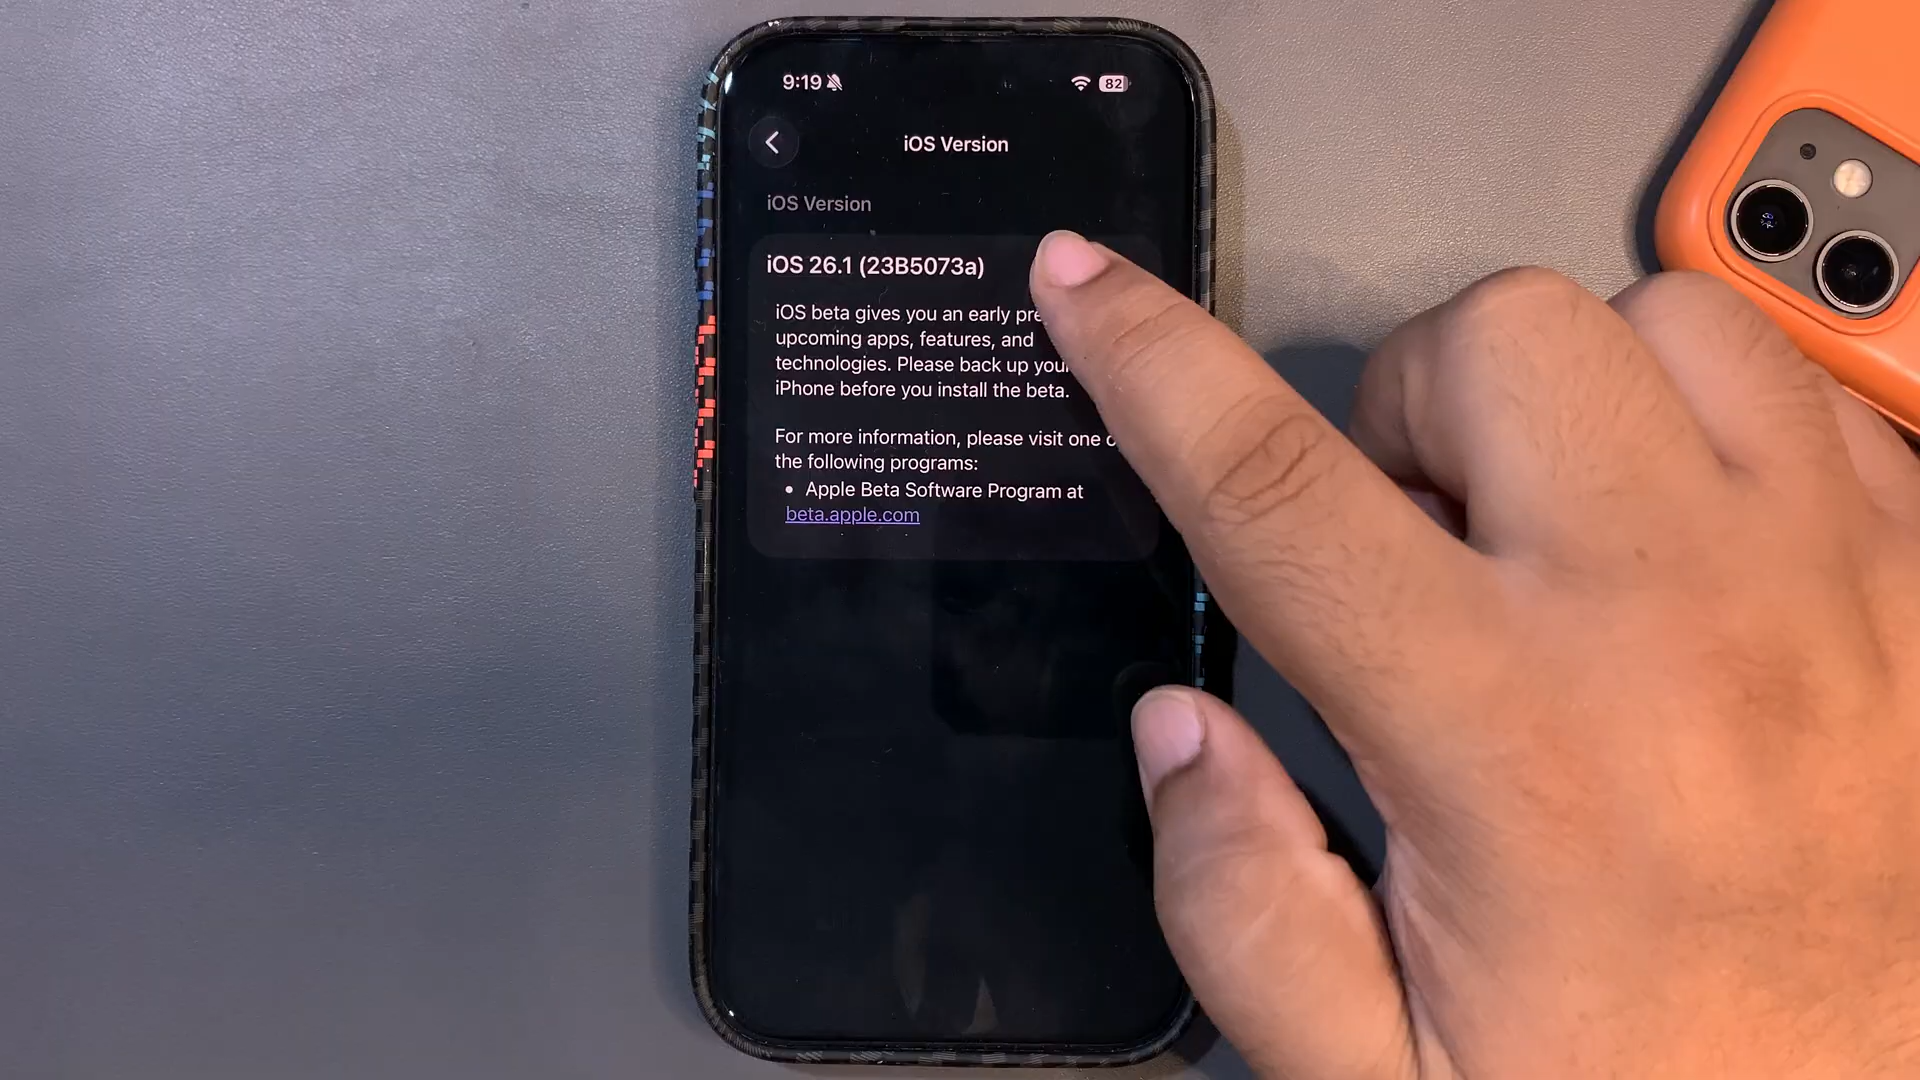 9:19
82
iOS Version
iOS Version
iOS 26.1 (23B5073a)
iOS beta gives you an early
upcoming apps, features, and
technologies. Please back up your
iPhone before you install the beta.
For more information, please visit one
the following programs:
• Apple Beta Software Program at
beta.apple.com